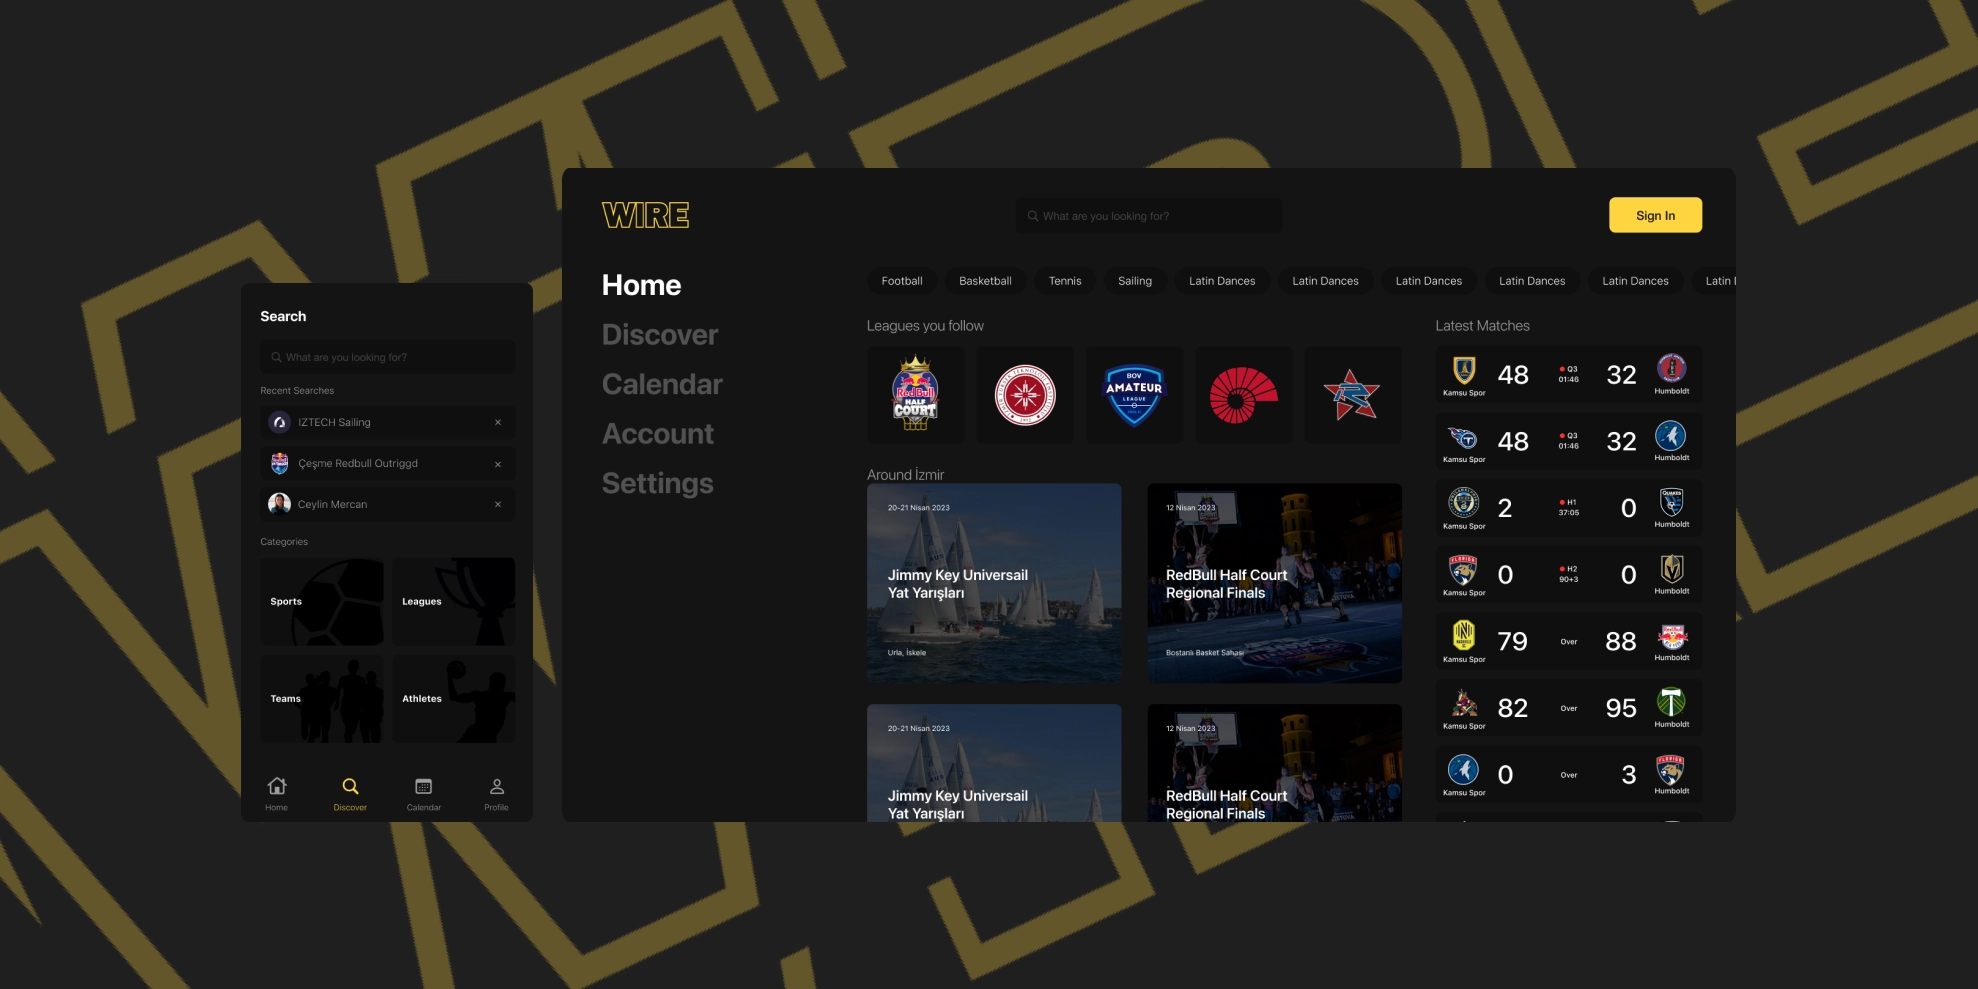 Search
What are you looking for?
Recent Searches
IZTECH Sailing
Çeşme Redbull Outriggd
Ceylin Mercan
Categories
Sports
Leagues
Teams
Athletes
Home
Discover
Calendar
Profile
WIRE
What are you looking for?
Sign In
Home
Discover
Calendar
Account
Settings
Football
Basketball
Tennis
Sailing
Latin Dances
Latin Dances
Latin Dances
Latin Dances
Latin Dances
Latin
Leagues you follow
Red Bull
HALF
COURT
BOV
AMATEUR
LEAGUE
Around İzmir
20-21 Nisan 2023
Jimmy Key Universail
Yat Yarışları
Urla, İskele
12 Nisan 2023
RedBull Half Court
Regional Finals
Bostanlı Basket Sahası
20-21 Nisan 2023
Jimmy Key Universail
Yat Yarışları
12 Nisan 2023
RedBull Half Court
Regional Finals
Latest Matches
Kamsu Spor
48
Q3
01:46
32
Humboldt
Kamsu Spor
48
Q3
01:46
32
Humboldt
Kamsu Spor
2
H1
37:05
0
QUAKES
Humboldt
FLORIDA
Kamsu Spor
0
H2
90+3
0
Humboldt
Kamsu Spor
79
Over
88
Humboldt
Kamsu Spor
82
Over
95
Humboldt
Kamsu Spor
0
Over
3
FLORIDA
Humboldt